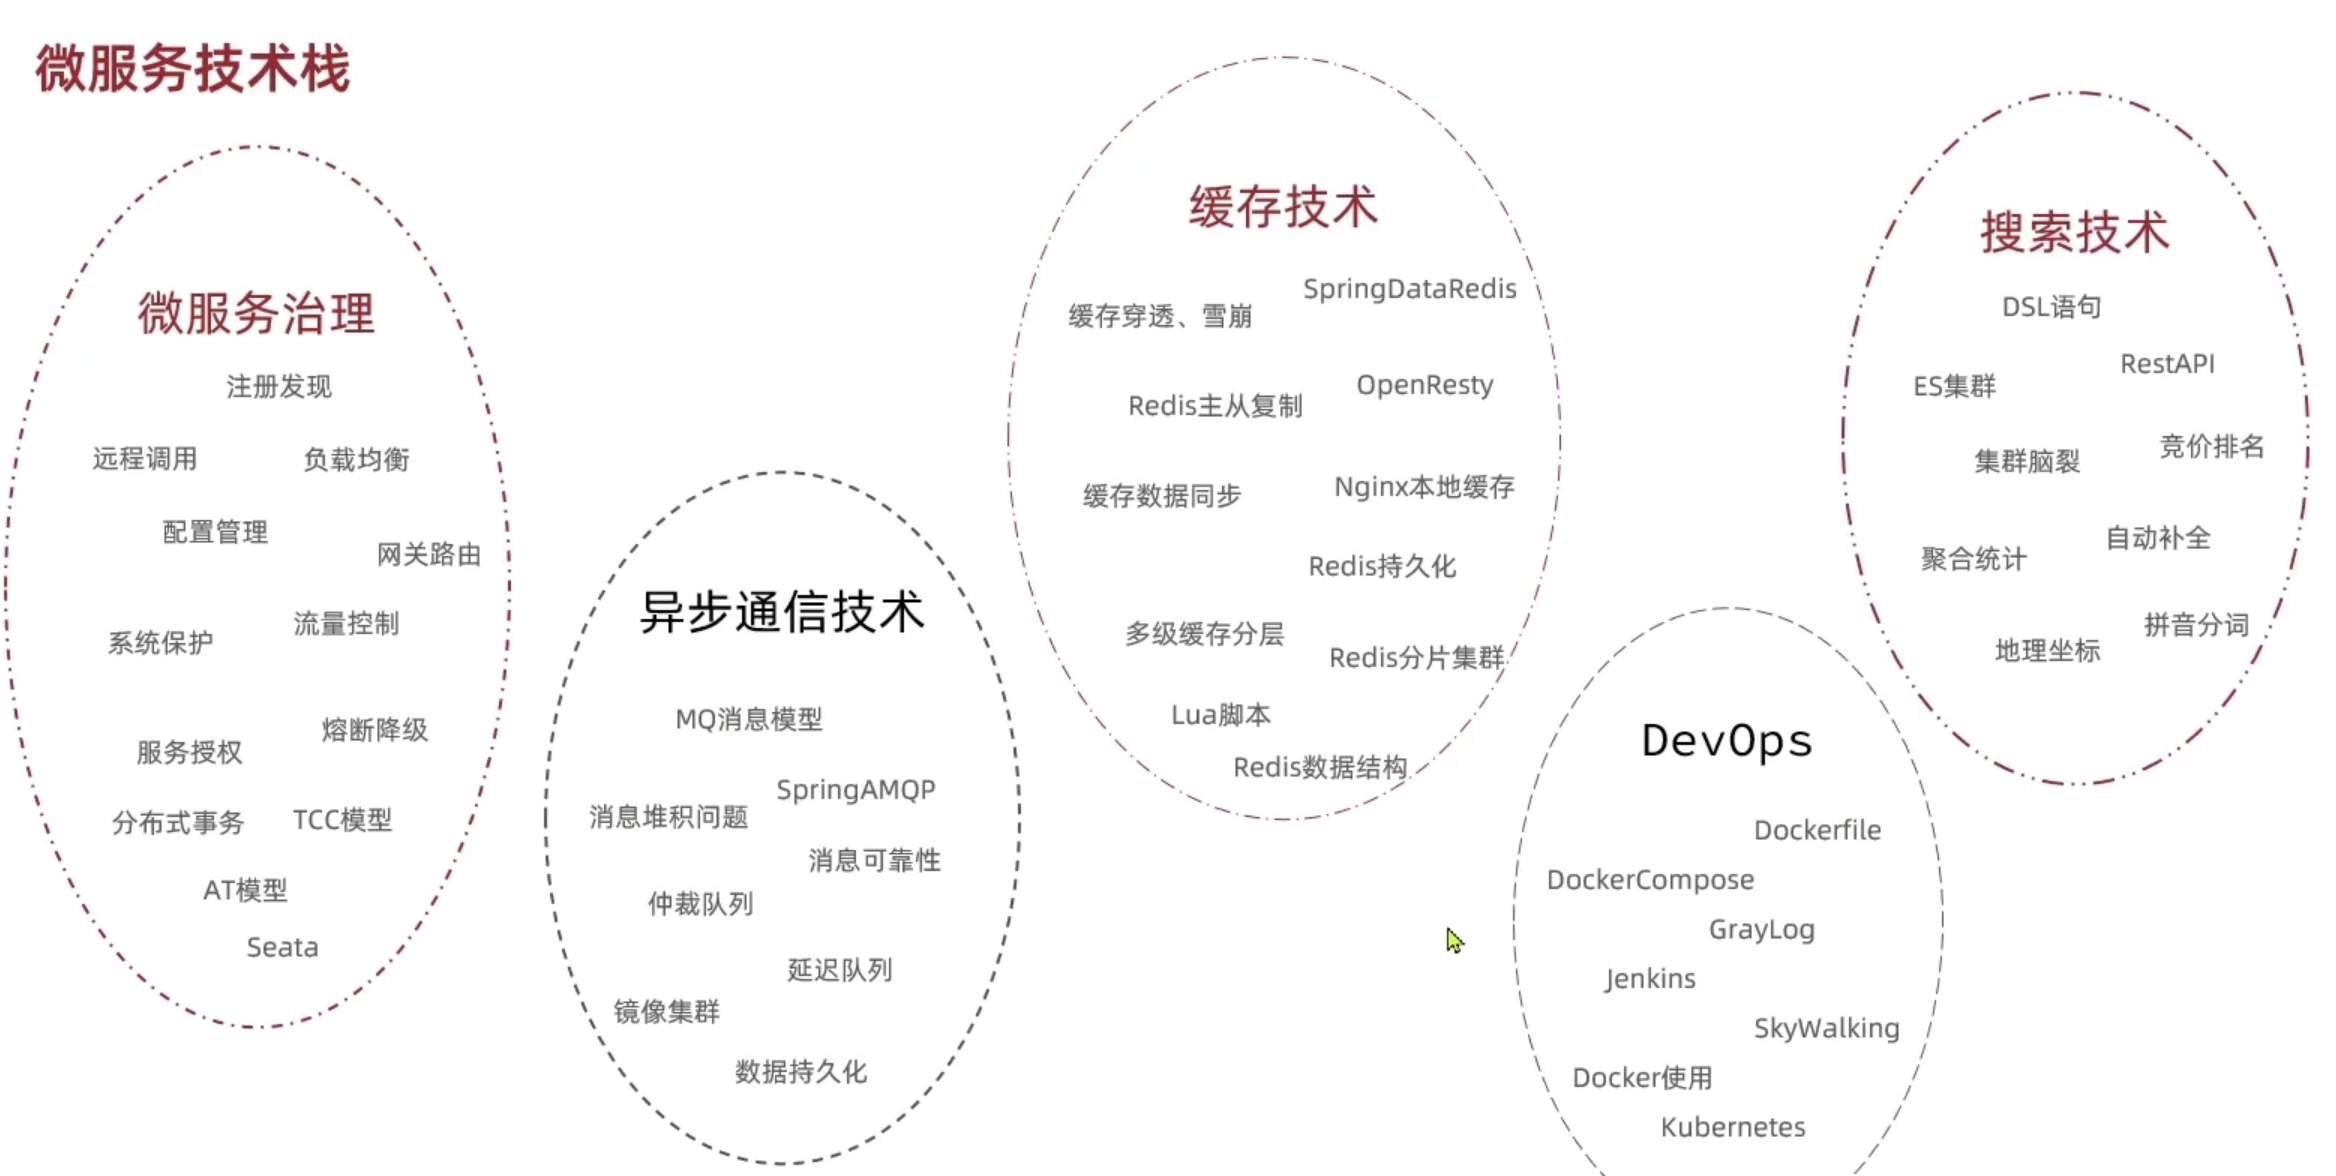 微服务技术栈
微服务治理
注册发现
远程调用
负载均衡
配置管理
网关路由
流量控制
系统保护
熔断降级
服务授权
分布式事务
TCC模型
AT模型
Seata
异步通信技术
MQ消息模型
SpringAMQP
消息堆积问题
消息可靠性
仲裁队列
延迟队列
镜像集群
数据持久化
缓存技术
SpringDataRedis
缓存穿透、雪崩
OpenResty
Redis主从复制
Nginx本地缓存
缓存数据同步
Redis持久化
多级缓存分层
Redis分片集群
Lua脚本
Redis数据结构
DevOps
Dockerfile
DockerCompose
GrayLog
Jenkins
SkyWalking
Docker使用
Kubernetes
搜索技术
DSL语句
RestAPI
ES集群
竞价排名
集群脑裂
自动补全
聚合统计
拼音分词
地理坐标